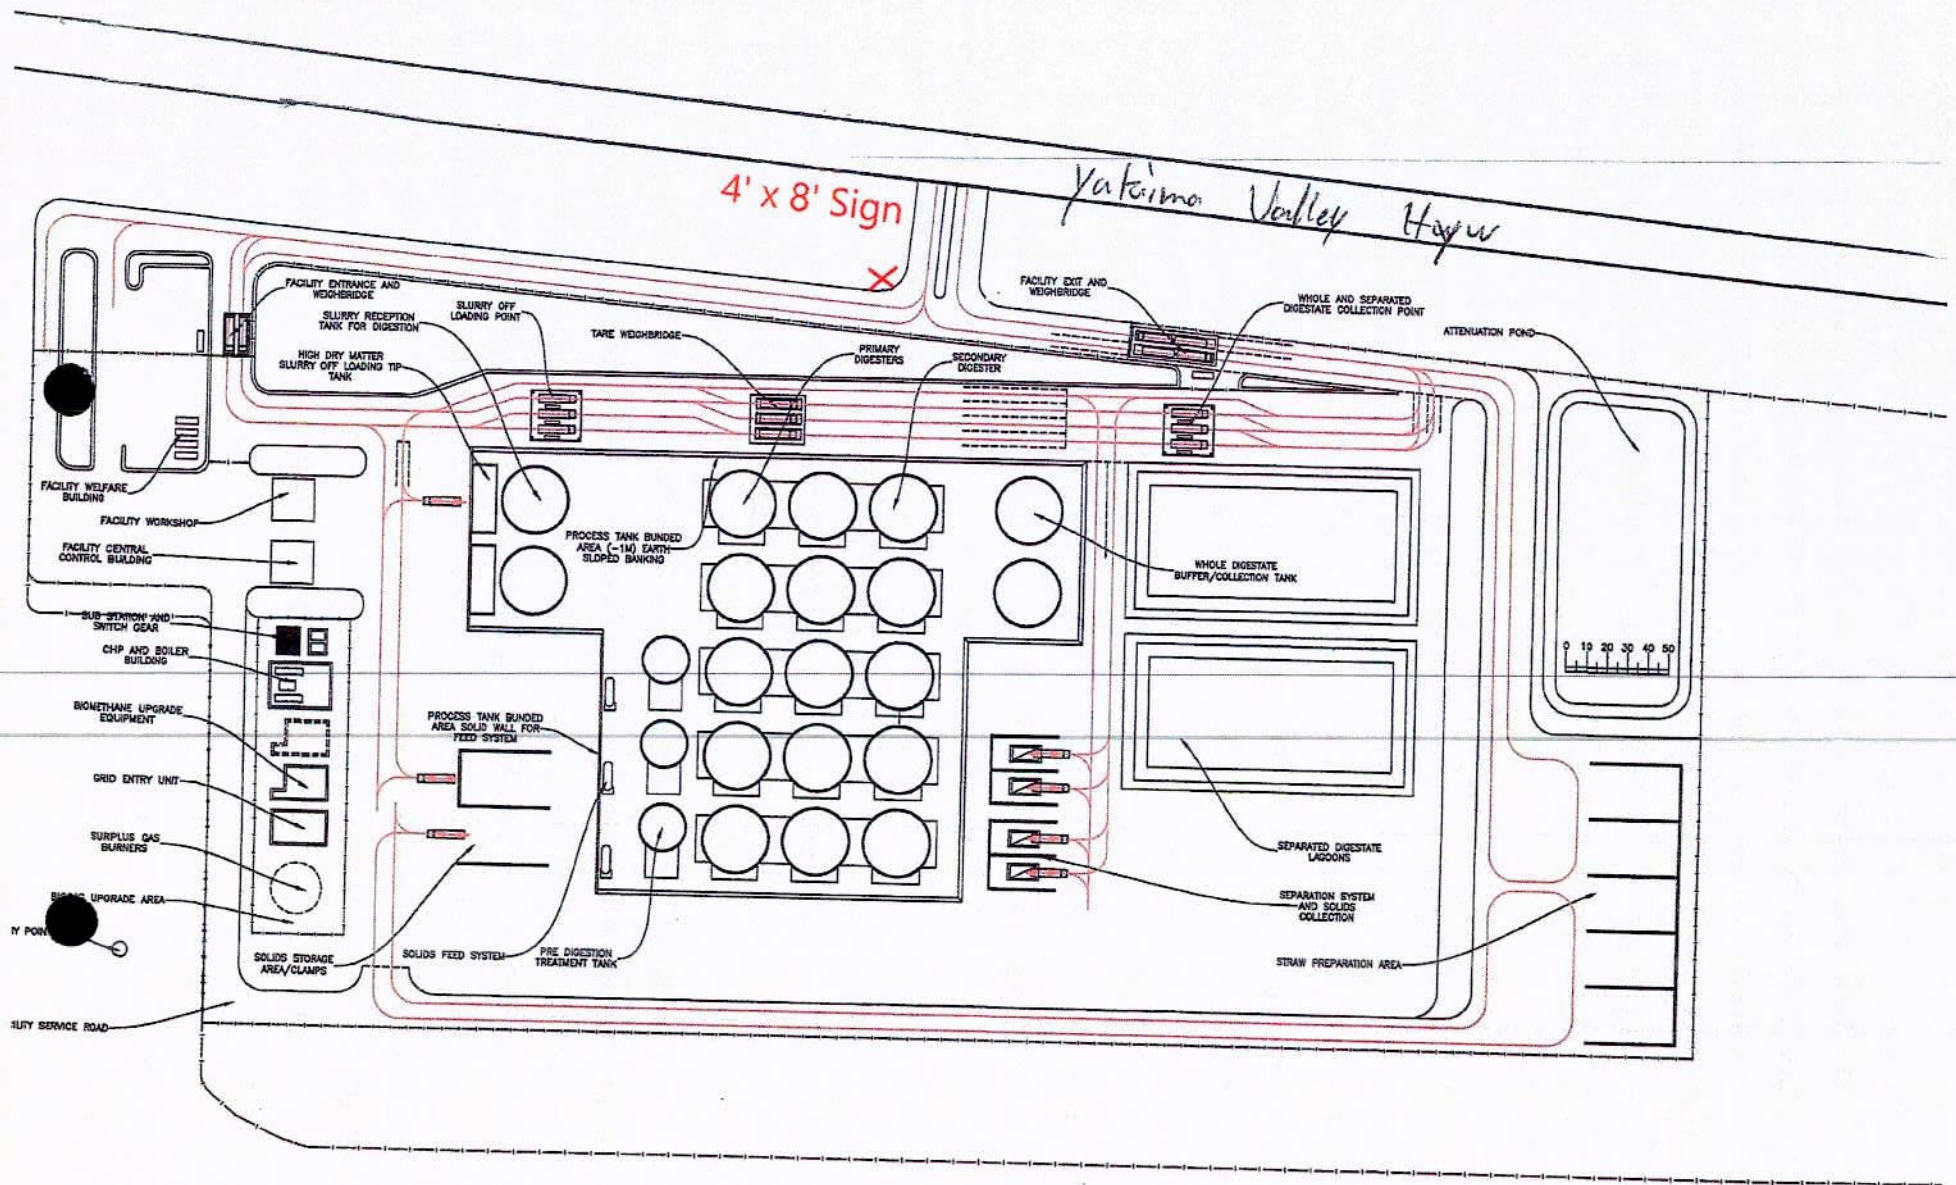 4' x 8' Sign
Yakima Valley Hgyw
FACILITY ENTRANCE AND
WEIGHBRIDGE
SLURRY RECEPTION
TANK FOR DIGESTION
HIGH DRY MATTER
SLURRY OFF LOADING TIP
TANK
SLURRY OFF
LOADING POINT
TARE WEIGHBRIDGE
PRIMARY
DIGESTERS
SECONDARY
DIGESTER
FACILITY EXIT AND
WEIGHBRIDGE
WHOLE AND SEPARATED
DIGESTATE COLLECTION POINT
ATTENUATION POND
FACILITY WELFARE
BUILDING
FACILITY WORKSHOP
FACILITY CENTRAL
CONTROL BUILDING
PROCESS TANK BUNDED
AREA (-1M) EARTH
SLOPED BANKING
WHOLE DIGESTATE
BUFFER/COLLECTION TANK
SUB STATION AND
SWITCH GEAR
CHP AND BOILER
BUILDING
0 10 20 30 40 50
BIOMETHANE UPGRADE
EQUIPMENT
PROCESS TANK BUNDED
AREA SOLID WALL FOR
FEED SYSTEM
GRID ENTRY UNIT
SURPLUS GAS
BURNERS
SEPARATED DIGESTATE
LAGOONS
UPGRADE AREA
SEPARATION SYSTEM
AND SOLIDS
COLLECTION
SOLIDS STORAGE
AREA/CLAMPS
SOLIDS FEED SYSTEM
PRE DIGESTION
TREATMENT TANK
STRAW PREPARATION AREA
SERVICE ROAD